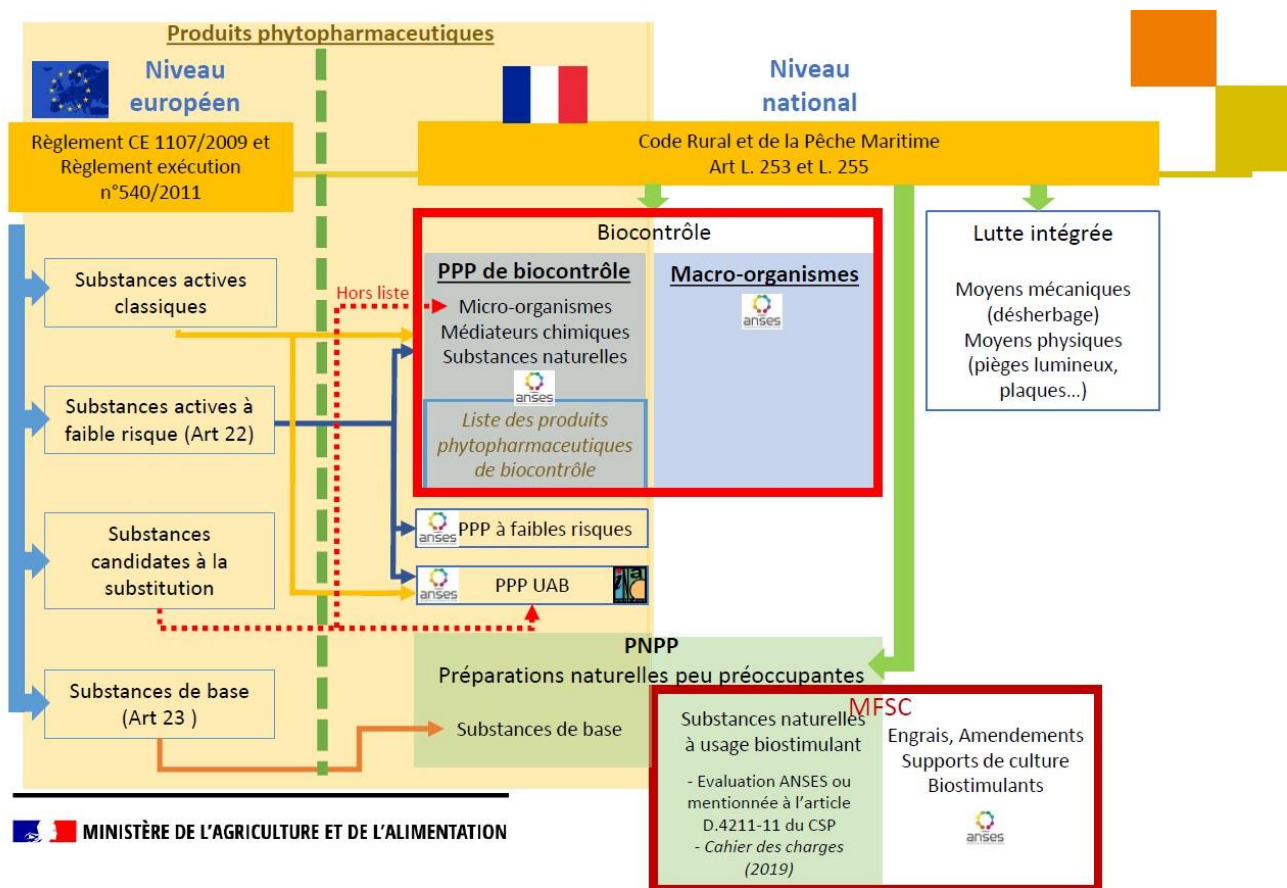 Produits phytopharmaceutiques
Niveau
européen
Niveau
national
Règlement CE 1107/2009 et
Règlement exécution
n°540/2011
Code Rural et de la Pêche Maritime
Art L. 253 et L. 255
Substances actives
classiques
Substances actives à
faible risque (Art 22)
Substances
candidates à la
substitution
Substances de base
(Art 23 )
Hors liste
Biocontrôle
PPP de biocontrôle
Micro-organismes
Médiateurs chimiques
Substances naturelles
anses
Liste des produits
phytopharmaceutiques
de biocontrôle
Macro-organismes
anses
Lutte intégrée
Moyens mécaniques
(désherbage)
Moyens physiques
(pièges lumineux,
plaques...)
anses
PPP à faibles risques
anses
PPP UAB
PNPP
Préparations naturelles peu préoccupantes
Substances de base
MFSC
Substances naturelles
à usage biostimulant
- Evaluation ANSES ou
mentionnée à l'article
D.4211-11 du CSP
- Cahier des charges
(2019)
Engrais, Amendements
Supports de culture
Biostimulants
anses
MINISTÈRE DE L'AGRICULTURE ET DE L'ALIMENTATION